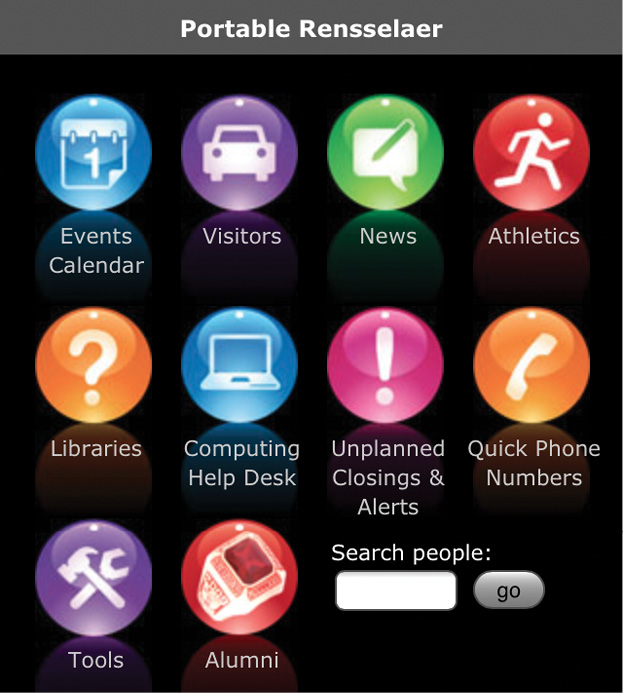 Portable Rensselaer
1
Events
Calendar
Visitors
News
Athletics
?
Libraries
Computing
Help Desk
!
Unplanned
Closings &
Alerts
Quick Phone
Numbers
Tools
Alumni
Search people:
go